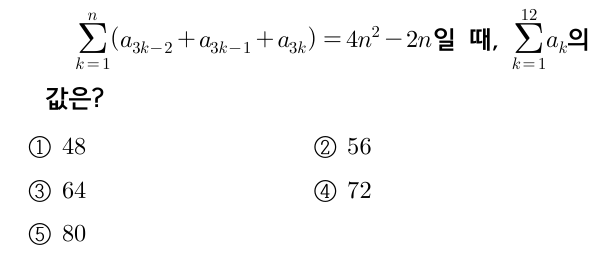 $\sum_{k=1}^{n}(a_{3k-2}+a_{3k-1}+a_{3k})=4n^2-2n$일 때, $\sum_{k=1}^{12}a_k$의
값은?
① 48 ② 56
③ 64 ④ 72
⑤ 80